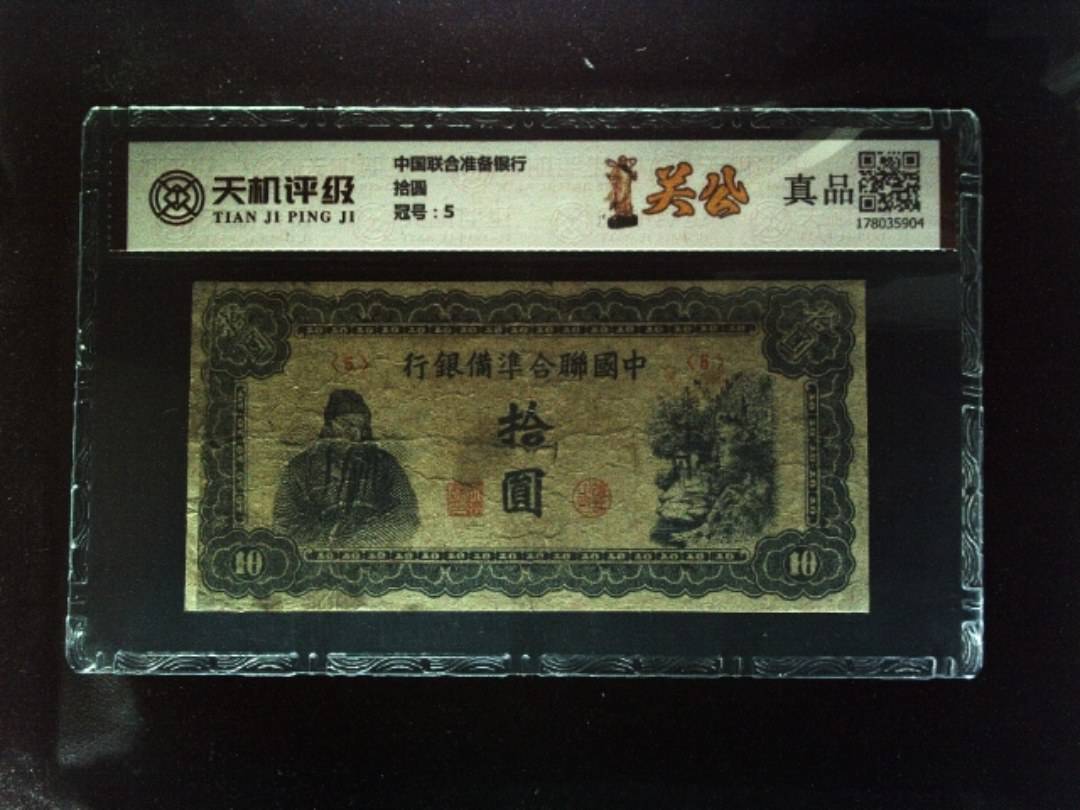 天机评级
TIAN JI PING JI
中国联合准备银行
拾圆
冠号：5
关公
真品
178035904
拾
拾
〈5〉
行銀備準合聯國中
〈5〉
拾
圓
10
10